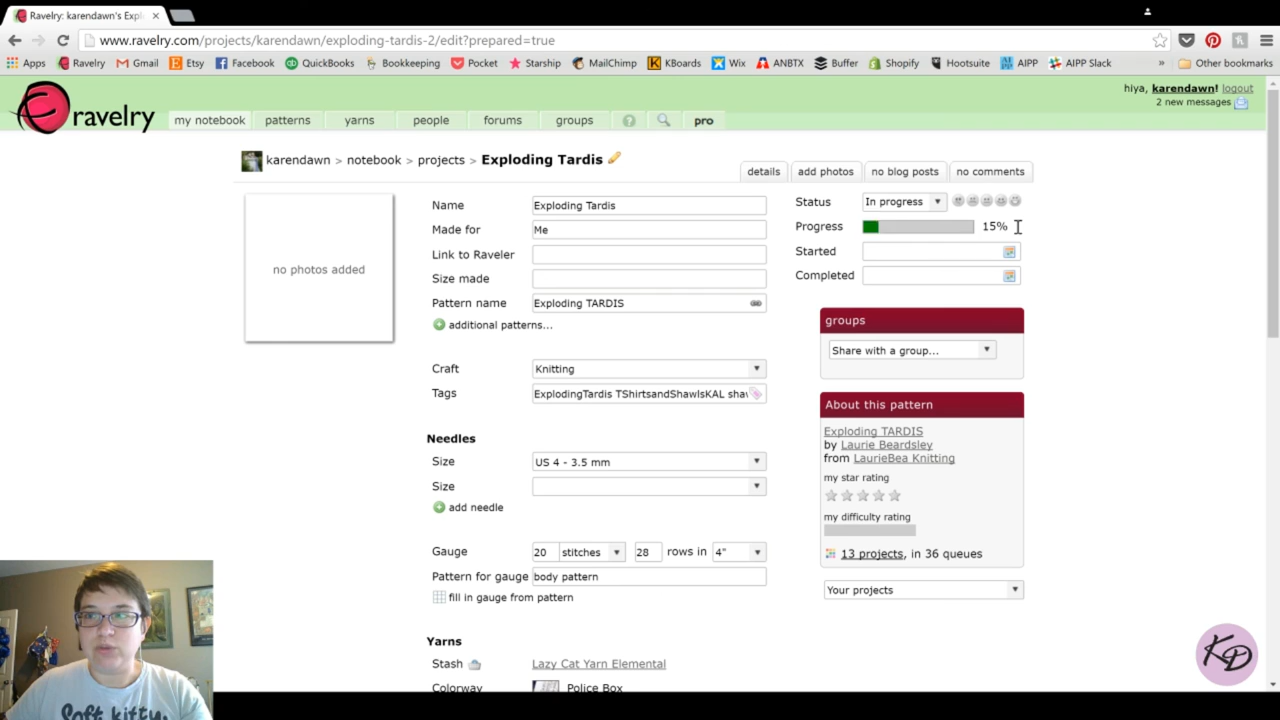 Ravelry: karendawn's Expl
www.ravelry.com/projects/karendawn/exploding-tardis-2/edit?prepared=true
Apps Ravelry Gmail Etsy Facebook QuickBooks Bookkeeping Pocket Starship MailChimp KBoards Wix ANBTX Buffer Shopify Hootsuite AIPP AIPP Slack » Other bookmarks
hiya, karendawn! logout
2 new messages
ravelry my notebook patterns yarns people forums groups ? pro
karendawn > notebook > projects > Exploding Tardis
details add photos no blog posts no comments
no photos added
Name Exploding Tardis
Made for Me
Link to Raveler
Size made
Pattern name Exploding TARDIS
additional patterns...
Craft Knitting
Tags ExplodingTardis TShirtsandShawlsKAL shaw
Needles
Size US 4 - 3.5 mm
Size
add needle
Gauge 20 stitches 28 rows in 4"
Pattern for gauge body pattern
fill in gauge from pattern
Yarns
Stash Lazy Cat Yarn Elemental
Colorway Police Box
Status In progress
Progress 15%
Started
Completed
groups
Share with a group...
About this pattern
Exploding TARDIS
by Laurie Beardsley
from LaurieBea Knitting
my star rating
my difficulty rating
13 projects, in 36 queues
Your projects
Soft kitty,
KD